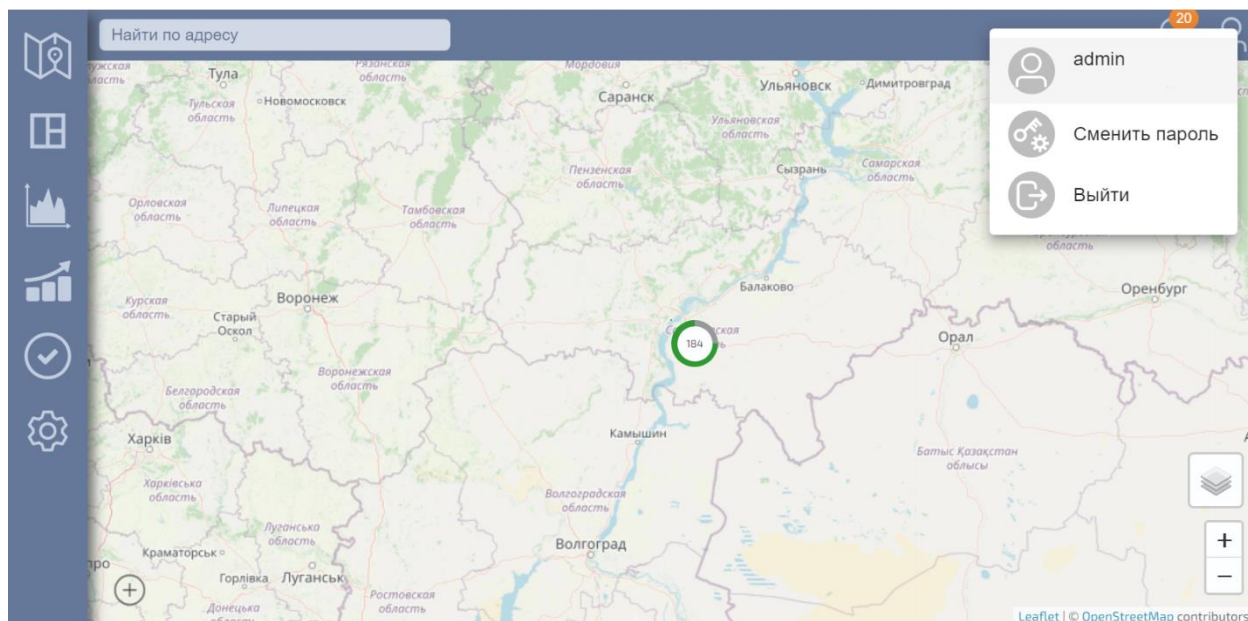 Найти по адресу
20
admin
Сменить пароль
Выйти
Рязанская
область
Мордовия
Тула
Ульяновск
Димитровград
Саранск
Тульская
область
Новомосковск
Ульяновская
область
Пензенская
область
Сызрань
Самарская
область
Орловская
область
Липецкая
область
Тамбовская
область
область
Балаково
Оренбург
Курская
область
Воронеж
Старый
Оскол
184
Орал
Воронежская
область
Белгородская
область
Харків
Камышин
Батыс Қазақстан
облысы
Харківська
область
Волгоградская
область
Луганська
область
Волгоград
Краматорськ
Горлівка
Луганськ
Ростовская
область
Донецька
область
+
−
Leaflet | © OpenStreetMap contributors